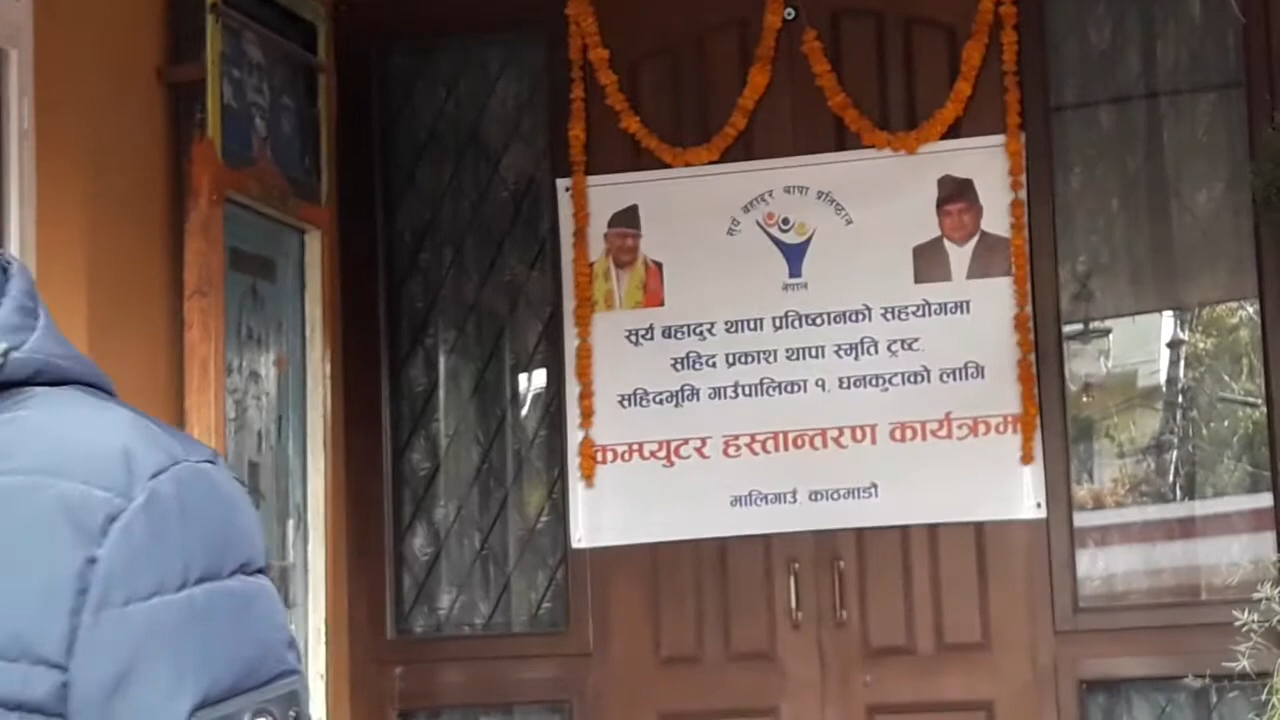 सूर्य बहादुर थापा प्रतिष्ठान
नेपाल
सूर्य बहादुर थापा प्रतिष्ठानको सहयोगमा
सहिद प्रकाश थापा स्मृति ट्रष्ट,
सहिदभूमि गाउँपालिका १, धनकुटाको लागि
कम्प्युटर हस्तान्तरण कार्यक्रम
मालिगाउँ, काठमाडौ